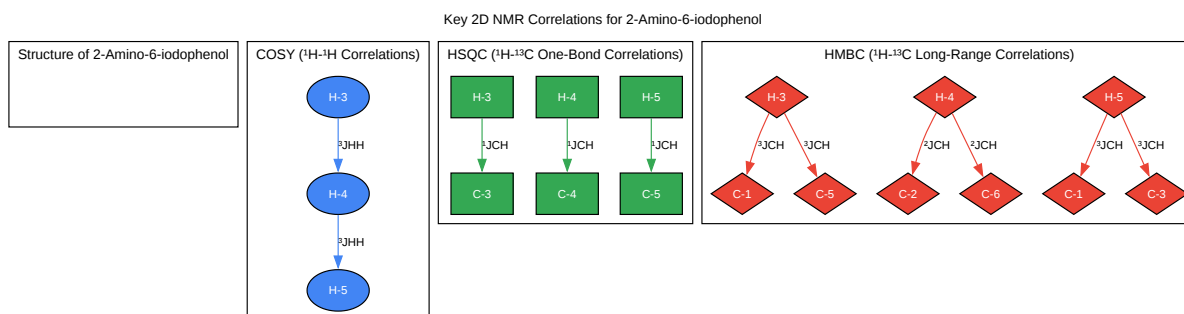 Key 2D NMR Correlations for 2-Amino-6-iodophenol
Structure of 2-Amino-6-iodophenol
COSY (¹H-¹H Correlations)
H-3
³JHH
H-4
³JHH
H-5
HSQC (¹H-¹³C One-Bond Correlations)
H-3 H-4 H-5
¹JCH ¹JCH ¹JCH
C-3 C-4 C-5
HMBC (¹H-¹³C Long-Range Correlations)
H-3 H-4 H-5
³JCH ³JCH ²JCH ²JCH ³JCH ³JCH
C-1 C-5 C-2 C-6 C-1 C-3